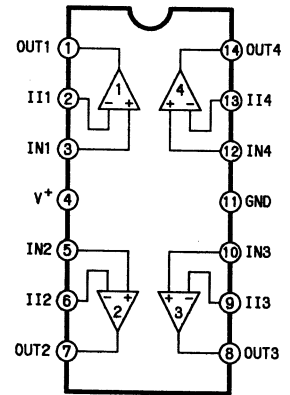 OUT1 1 14 OUT4
II1 2 1 4 13 II4
- + + -
IN1 3 12 IN4
V+ 4 11 GND
IN2 5 10 IN3
- + + -
II2 6 2 3 9 II3
OUT2 7 8 OUT3